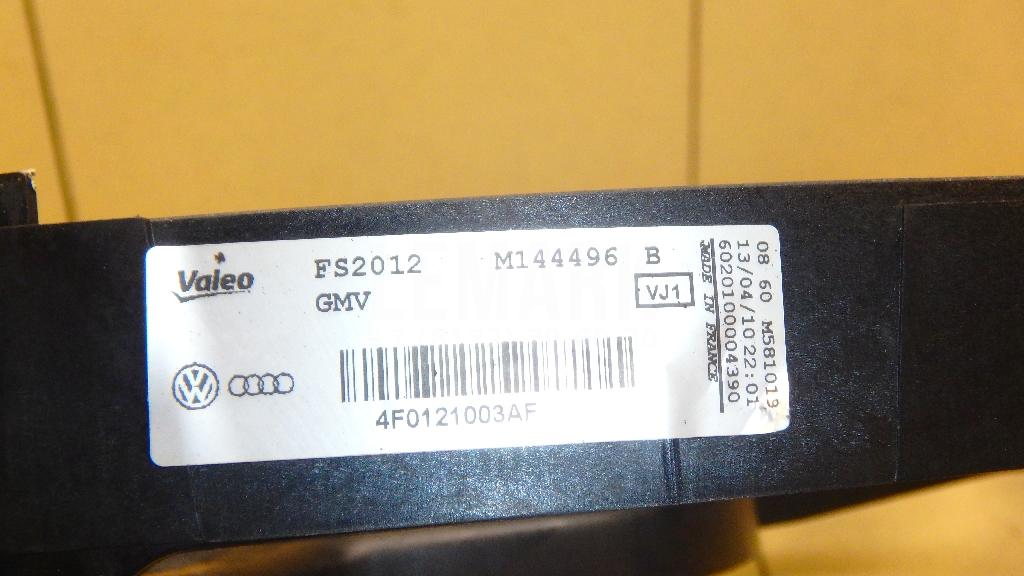 Valeo
FS2012 M144496 B
GMV
VJ1
4F0121003AF
08 60 M581019
13/04/10 22:01
6020100004390
MADE IN FRANCE